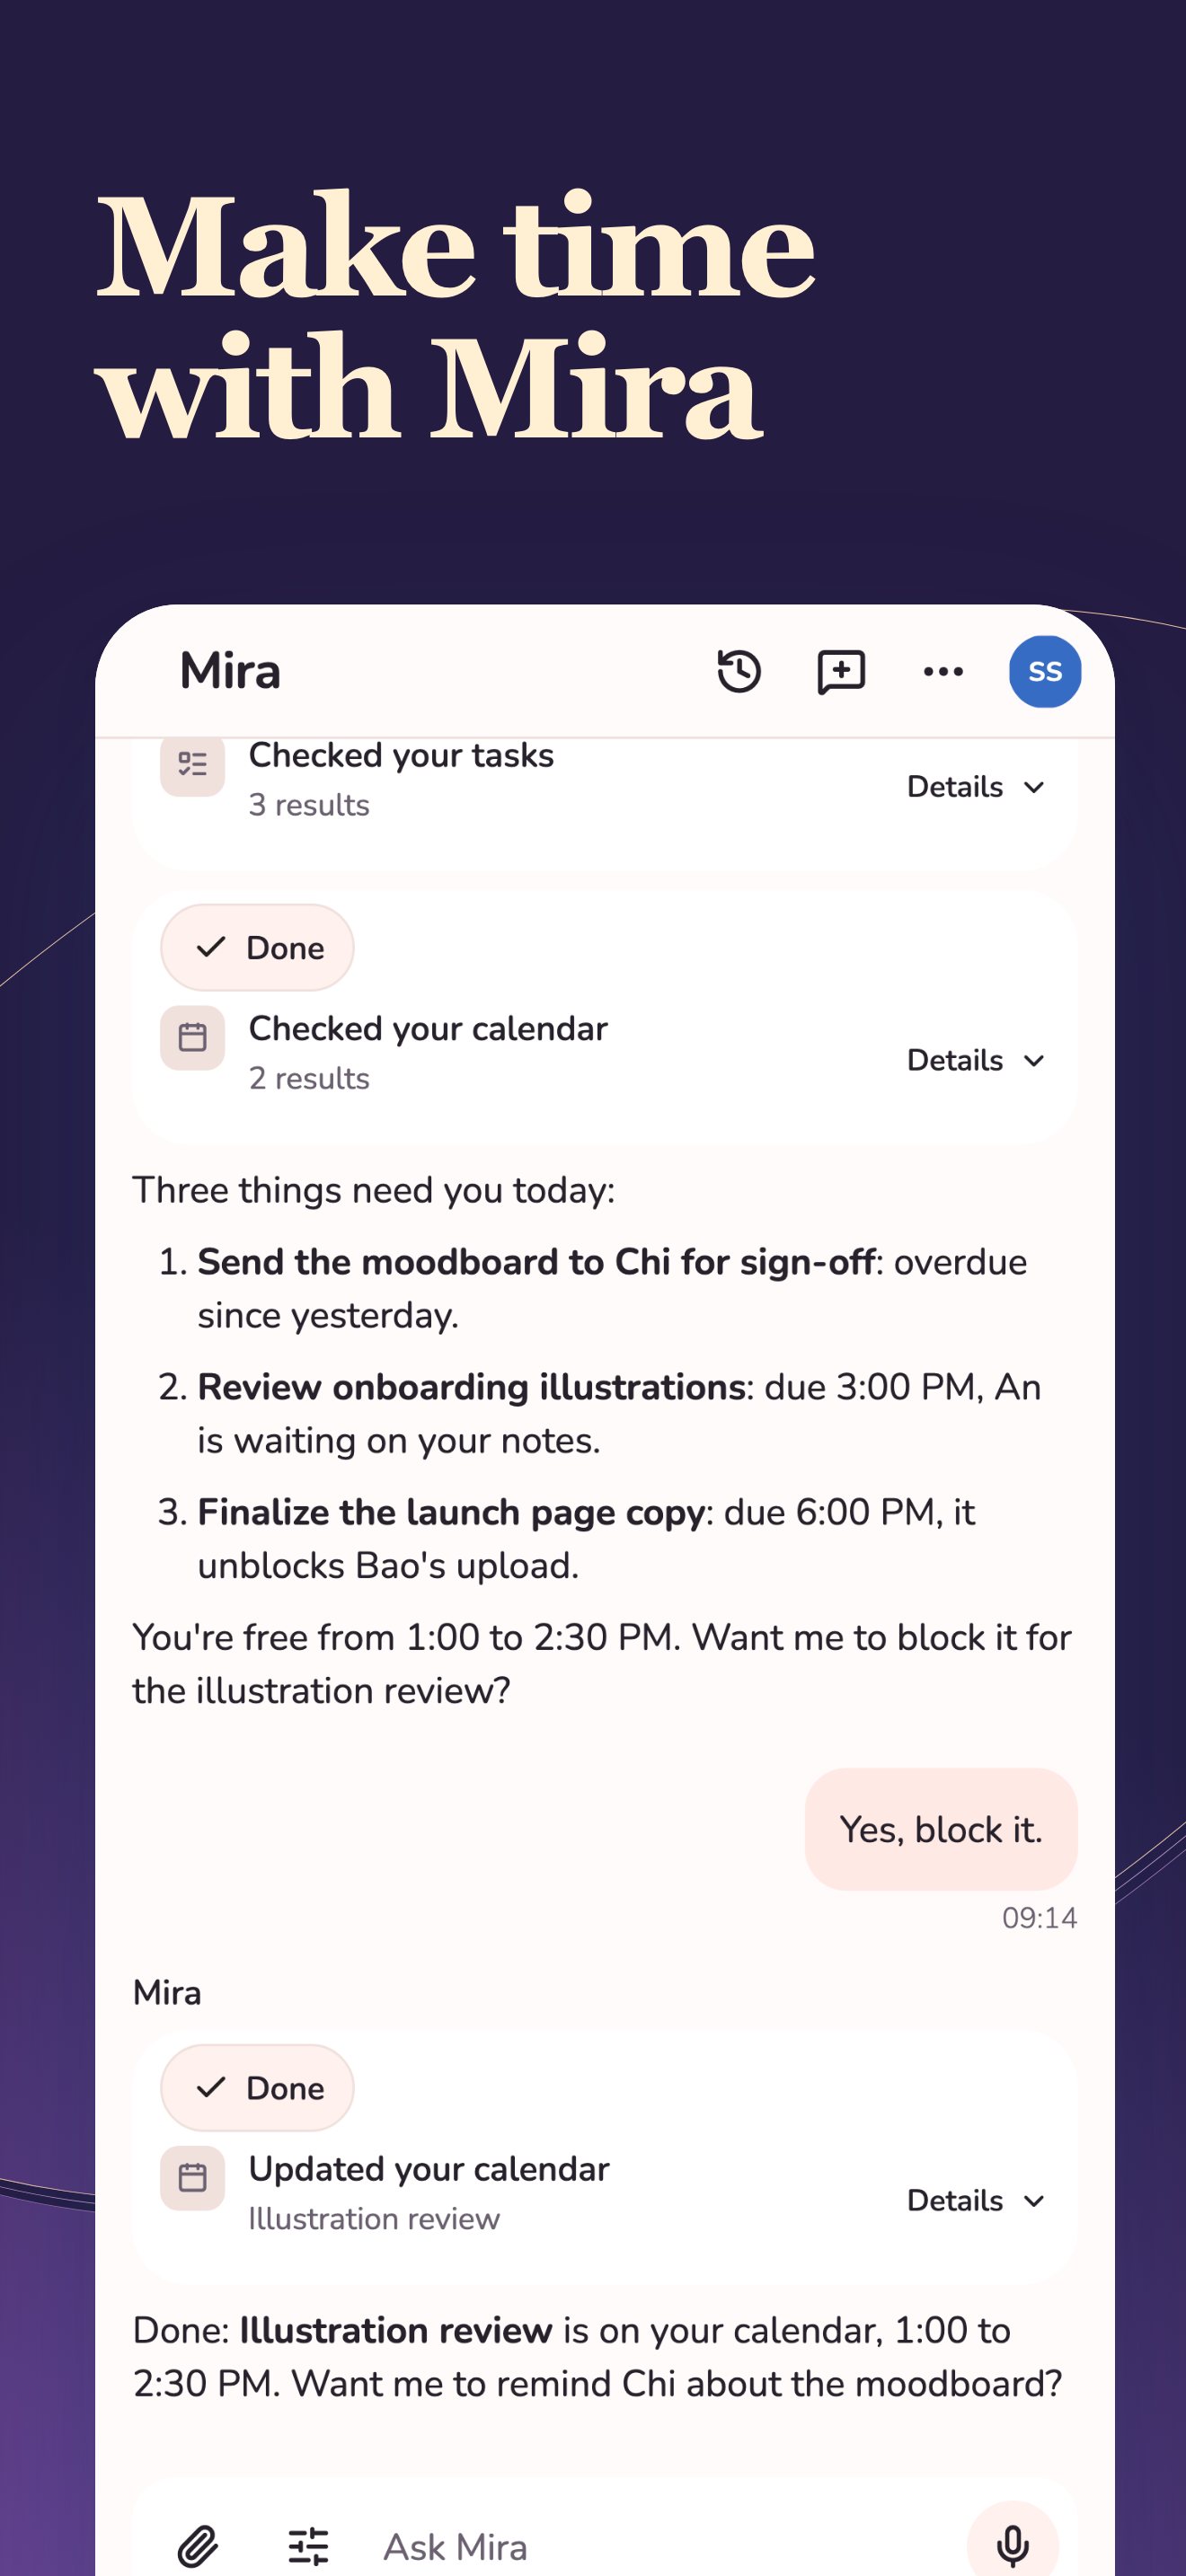 Make time
with Mira
Mira
SS
Checked your tasks
3 results
Details
Done
Checked your calendar
2 results
Details
Three things need you today:
1. Send the moodboard to Chi for sign-off: overdue
since yesterday.
2. Review onboarding illustrations: due 3:00 PM, An
is waiting on your notes.
3. Finalize the launch page copy: due 6:00 PM, it
unblocks Bao's upload.
You're free from 1:00 to 2:30 PM. Want me to block it for
the illustration review?
Yes, block it.
09:14
Mira
Done
Updated your calendar
Illustration review
Details
Done: Illustration review is on your calendar, 1:00 to
2:30 PM. Want me to remind Chi about the moodboard?
Ask Mira